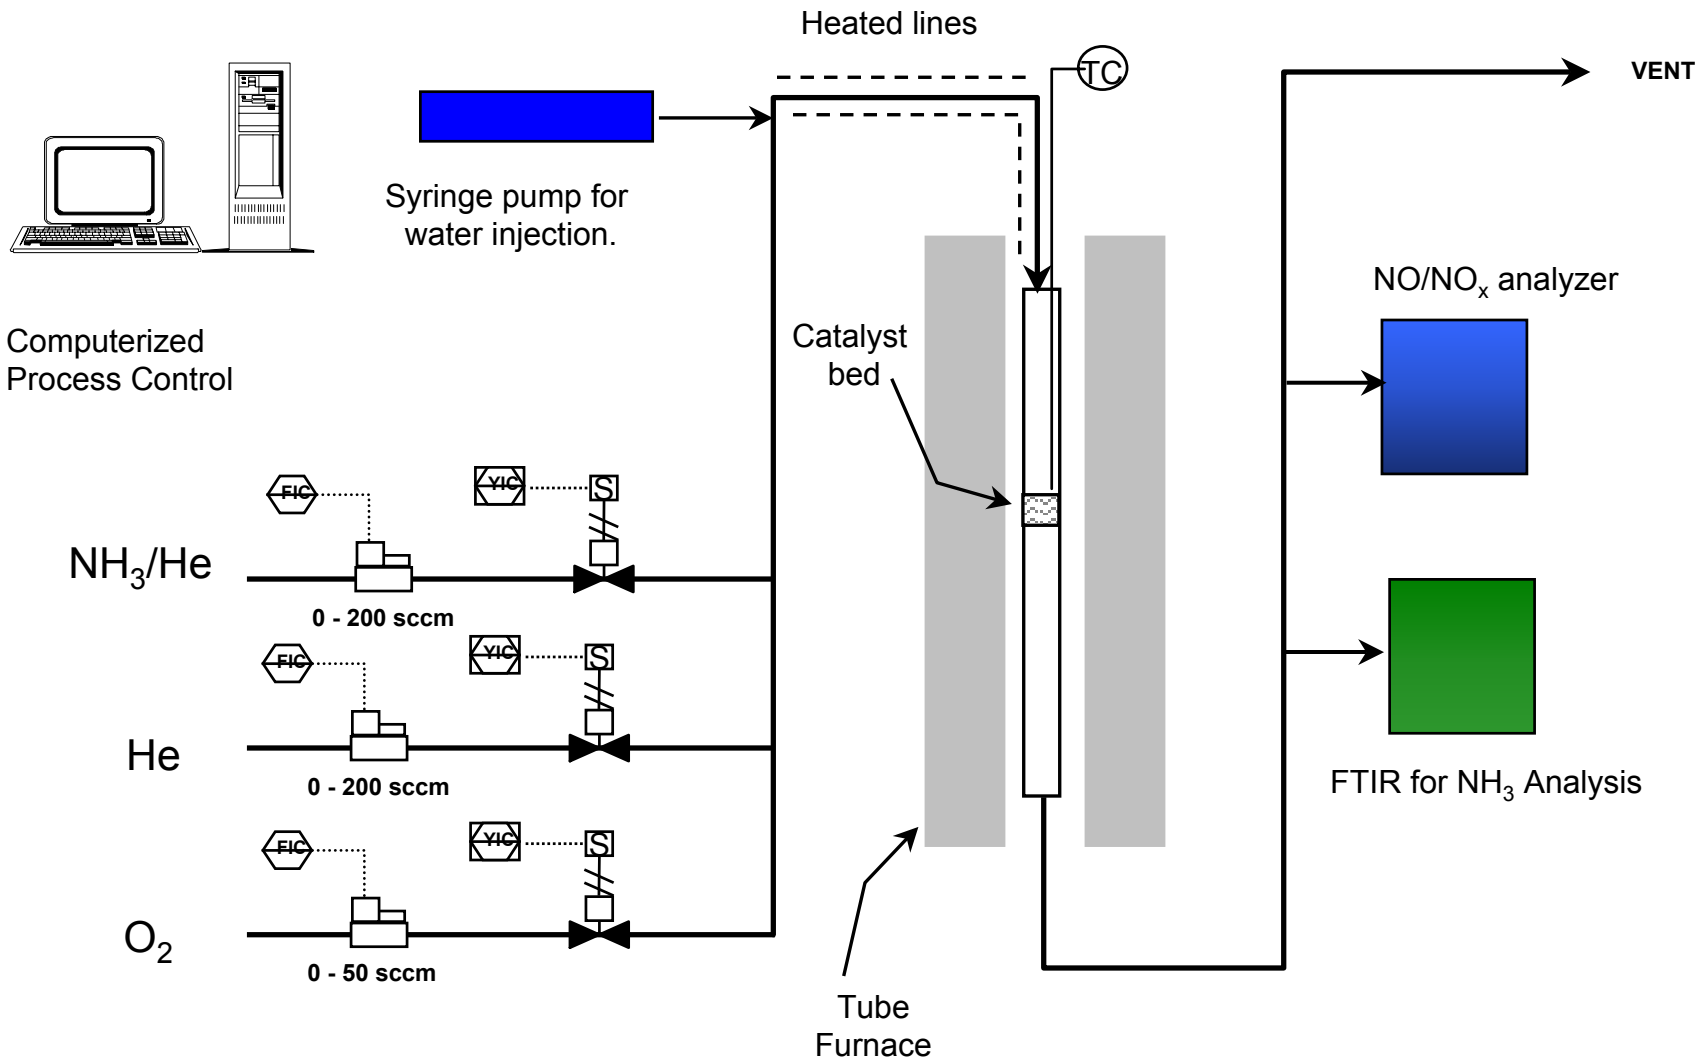 Heated lines
TC
VENT
Syringe pump for
water injection.
NO/NOx analyzer
Computerized
Process Control
Catalyst
bed
FIC
YIC
S
NH3/He
0 - 200 sccm
FIC
YIC
S
He
0 - 200 sccm
FTIR for NH3 Analysis
FIC
YIC
S
O2
0 - 50 sccm
Tube
Furnace